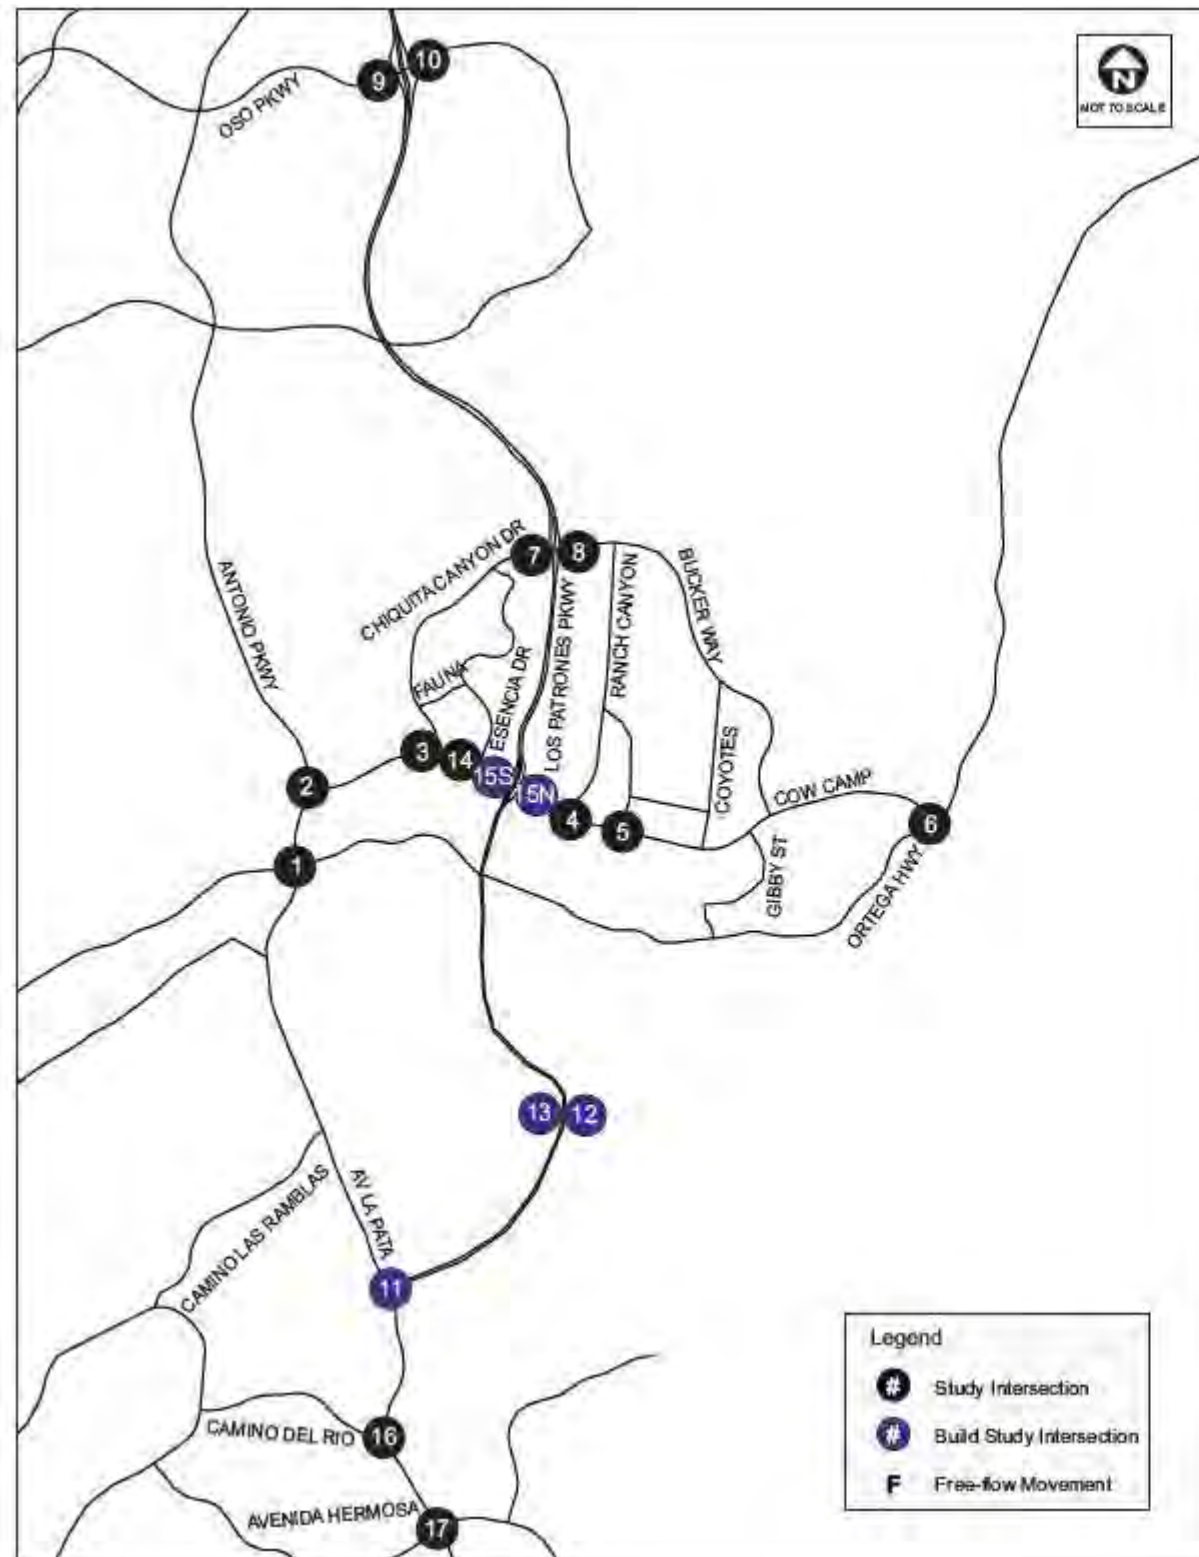 10
9
N
NOT TO SCALE
OSO PKWY
CHIQUITA CANYON DR
7
8
BUCKER WAY
RANCH CANYON
LOS PATRONES PKWY
ANTONIO PKWY
FAUNA
ESENCIA DR
3
14
15S
15N
COYOTES
COW CAMP
2
4
5
6
1
GIBBY ST
ORTEGA HWY
13
12
CAMINO LAS RAMBLAS
AV LA PATA
11
Legend
# Study Intersection
# Build Study Intersection
F Free-flow Movement
CAMINO DEL RIO
16
AVENIDA HERMOSA
17